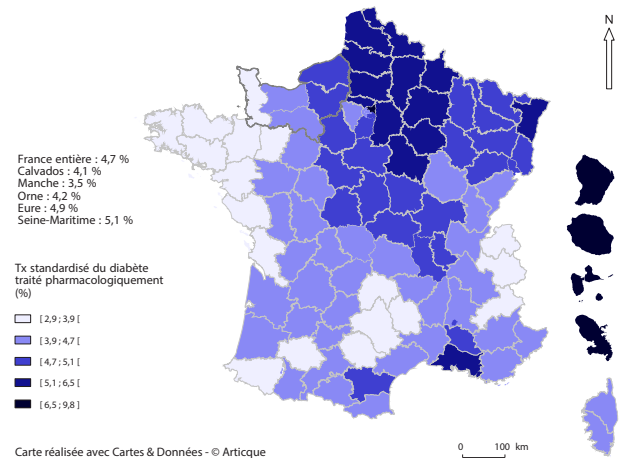 N
France entière : 4,7 %
Calvados : 4,1 %
Manche : 3,5 %
Orne : 4,2 %
Eure : 4,9 %
Seine-Maritime : 5,1 %
Tx standardisé du diabète
traité pharmacologiquement
(%)
[ 2,9 ; 3,9 [
[ 3,9 ; 4,7 [
[ 4,7 ; 5,1 [
[ 5,1 ; 6,5 [
[ 6,5 ; 9,8 ]
Carte réalisée avec Cartes & Données - © Articque
0 100 km